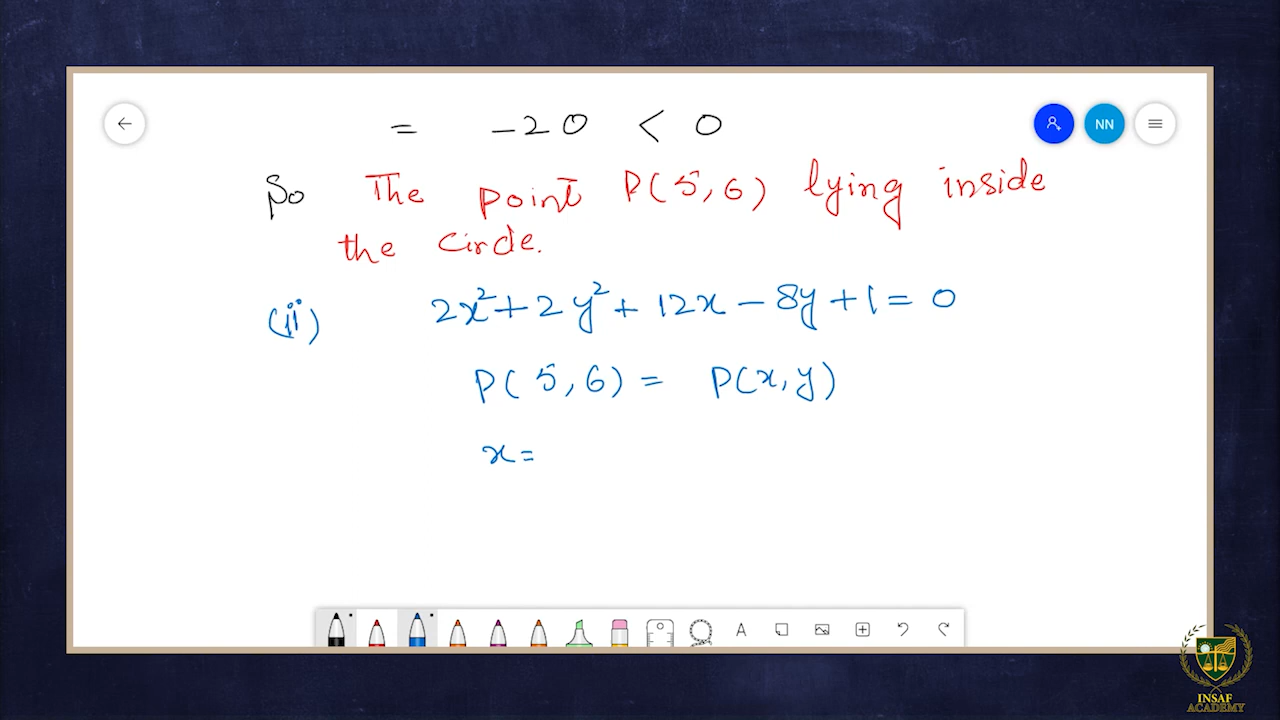 = -20 < 0
NN
So The point P(5,6) lying inside
the circle.
(ii) 2x²+2y²+12x-8y+1=0
P(5,6) = P(x,y)
x=
A
INSAF
ACADEMY